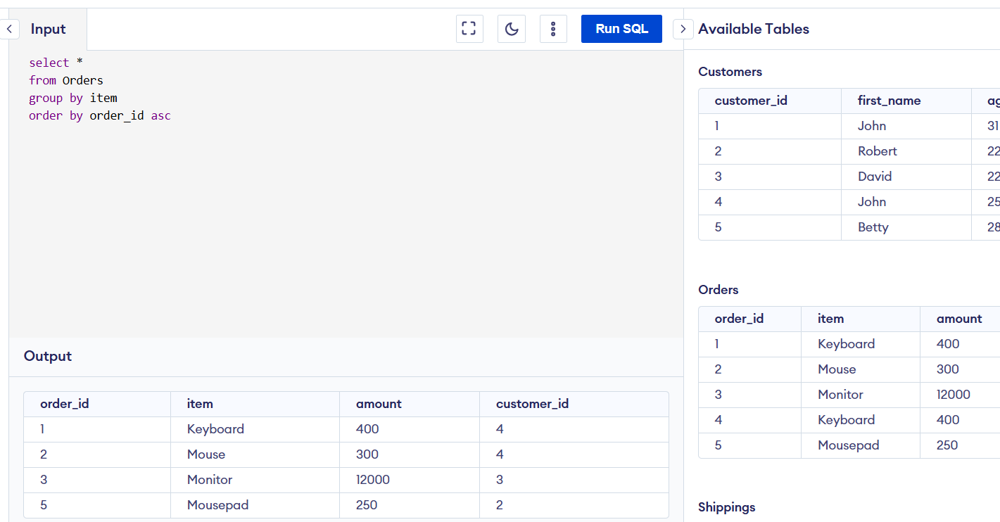 Input
Run SQL
select *
from Orders
group by item
order by order_id asc
Output
order_id item amount customer_id
1 Keyboard 400 4
2 Mouse 300 4
3 Monitor 12000 3
5 Mousepad 250 2
Available Tables
Customers
customer_id first_name ag
1 John 31
2 Robert 22
3 David 22
4 John 25
5 Betty 28
Orders
order_id item amount
1 Keyboard 400
2 Mouse 300
3 Monitor 12000
4 Keyboard 400
5 Mousepad 250
Shippings